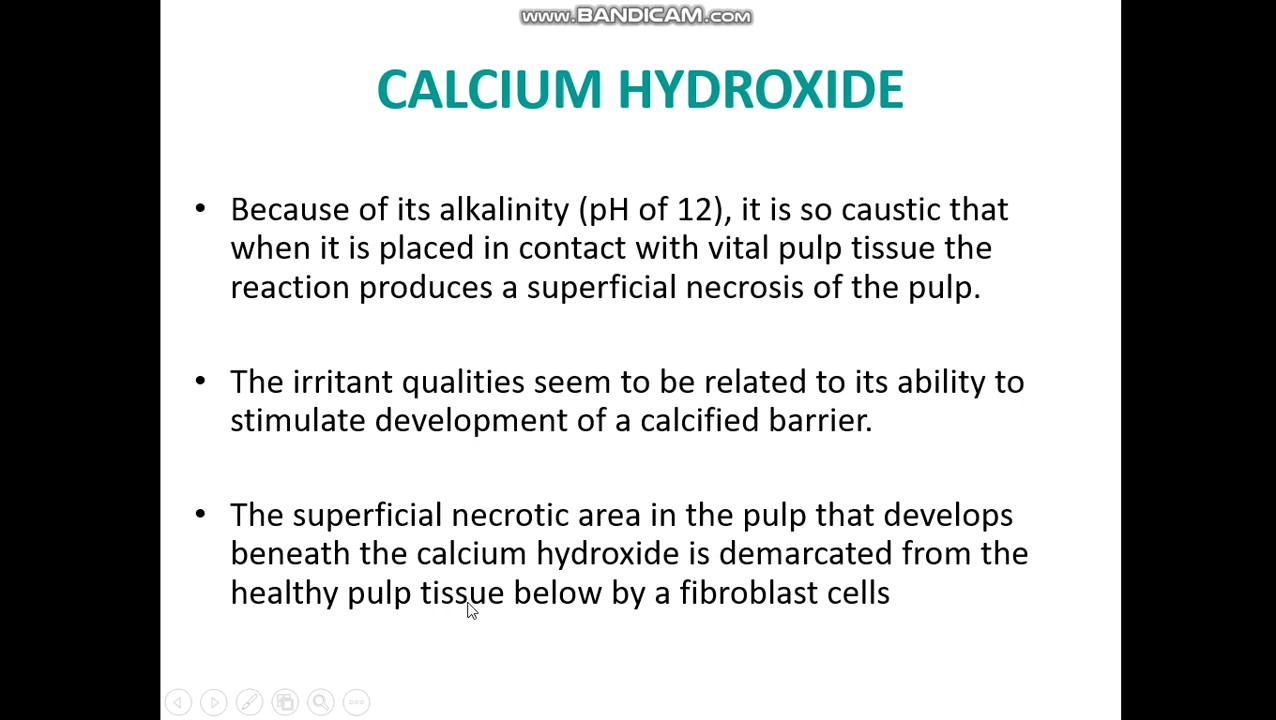 www.BANDICAM.com
CALCIUM HYDROXIDE
• Because of its alkalinity (pH of 12), it is so caustic that
when it is placed in contact with vital pulp tissue the
reaction produces a superficial necrosis of the pulp.
• The irritant qualities seem to be related to its ability to
stimulate development of a calcified barrier.
• The superficial necrotic area in the pulp that develops
beneath the calcium hydroxide is demarcated from the
healthy pulp tissue below by a fibroblast cells